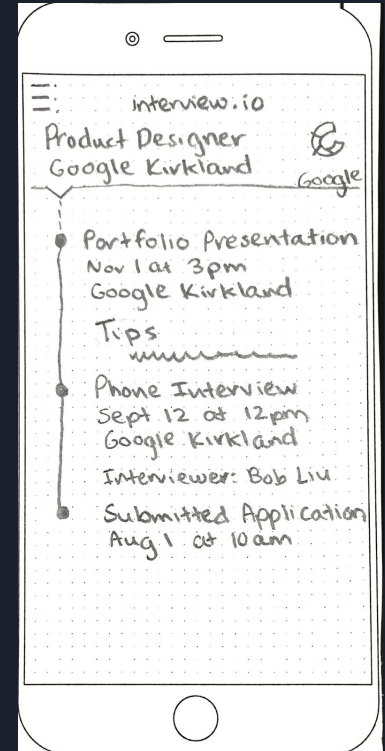 interview.io
Product Designer
Google Kirkland
Google
Portfolio Presentation
Nov 1 at 3pm
Google Kirkland
Tips
Phone Interview
Sept 12 at 12pm
Google Kirkland
Interviewer: Bob Liu
Submitted Application
Aug 1 at 10am